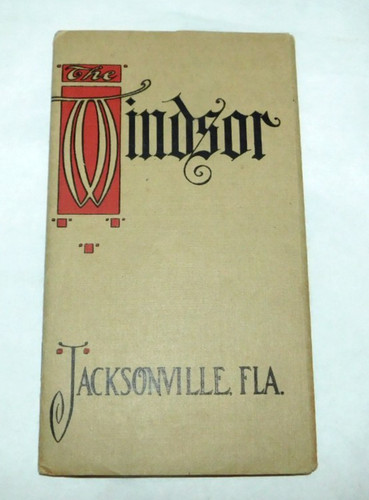 The
Windsor
JACKSONVILLE, FLA.